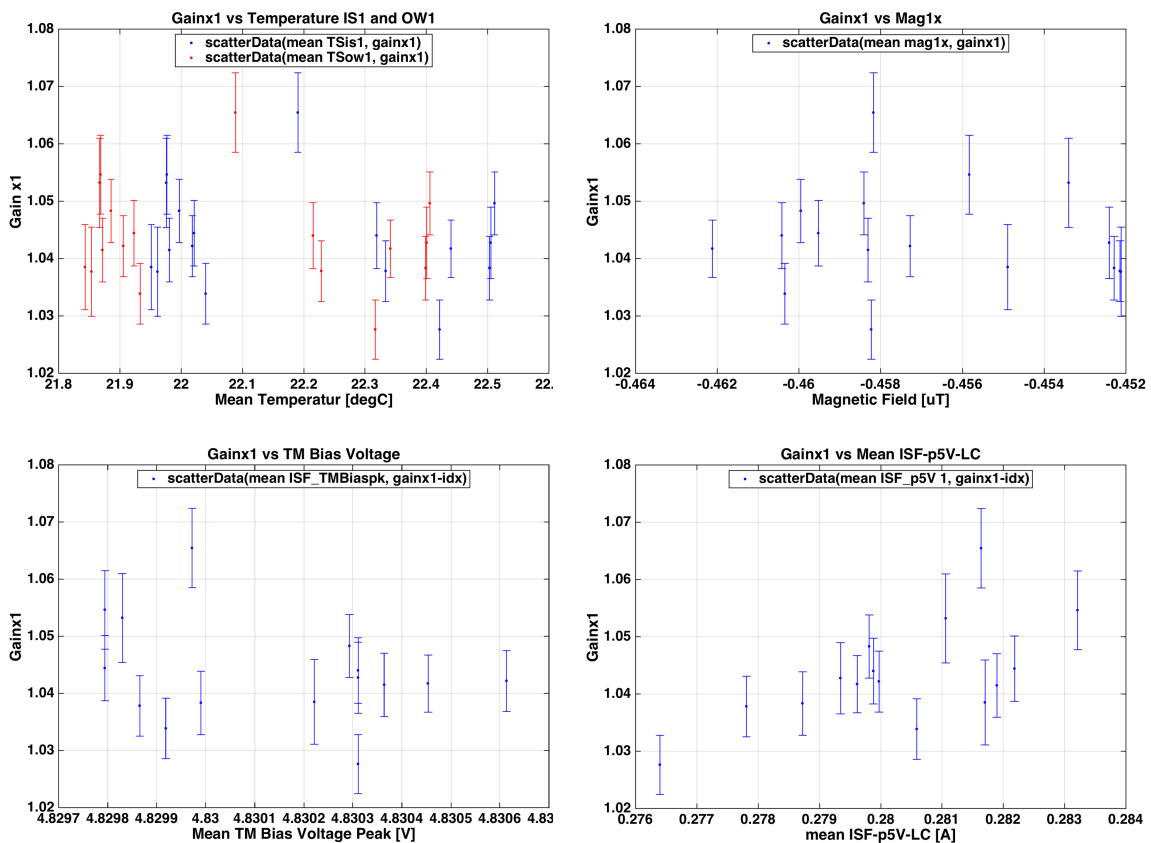 Gainx1 vs Temperature IS1 and OW1
scatterData(mean TSis1, gainx1)
scatterData(mean TSow1, gainx1)
1.08
1.07
1.06
1.05
1.04
1.03
1.02
Gain x1
21.8 21.9 22 22.1 22.2 22.3 22.4 22.5 22.
Mean Temperatur [degC]
Gainx1 vs Mag1x
scatterData(mean mag1x, gainx1)
1.08
1.07
1.06
1.05
1.04
1.03
1.02
Gainx1
-0.464 -0.462 -0.46 -0.458 -0.456 -0.454 -0.452
Magnetic Field [uT]
Gainx1 vs TM Bias Voltage
scatterData(mean ISF_TMBiaspk, gainx1-idx)
1.08
1.07
1.06
1.05
1.04
1.03
1.02
Gainx1
4.8297 4.8298 4.8299 4.83 4.8301 4.8302 4.8303 4.8304 4.8305 4.8306 4.83
Mean TM Bias Voltage Peak [V]
Gainx1 vs Mean ISF-p5V-LC
scatterData(mean ISF_p5V 1, gainx1-idx)
1.08
1.07
1.06
1.05
1.04
1.03
1.02
Gainx1
0.276 0.277 0.278 0.279 0.28 0.281 0.282 0.283 0.284
mean ISF-p5V-LC [A]